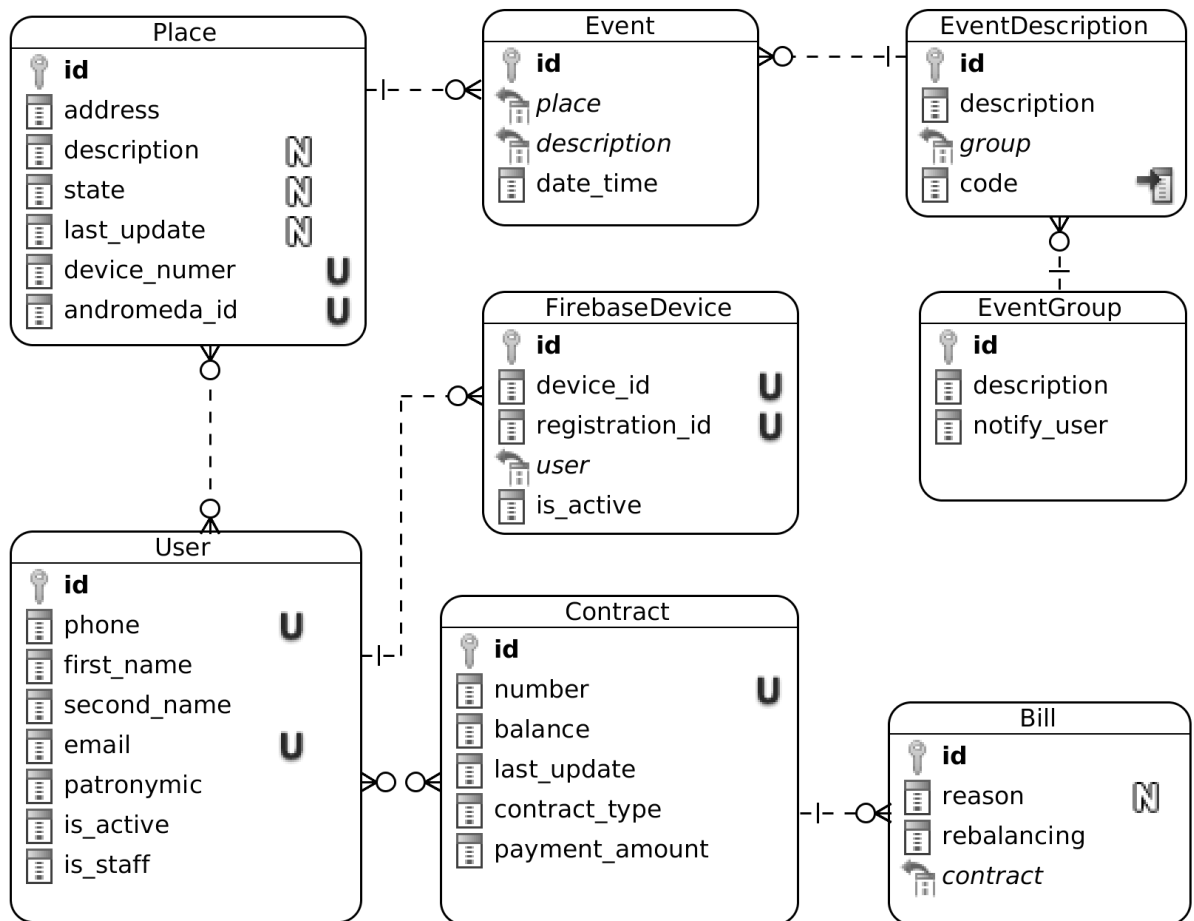 Place
id
address
description N
state N
last_update N
device_numer U
andromeda_id U
Event
id
place
description
date_time
EventDescription
id
description
group
code
FirebaseDevice
id
device_id U
registration_id U
user
is_active
EventGroup
id
description
notify_user
User
id
phone U
first_name
second_name
email U
patronymic
is_active
is_staff
Contract
id
number U
balance
last_update
contract_type
payment_amount
Bill
id
reason N
rebalancing
contract